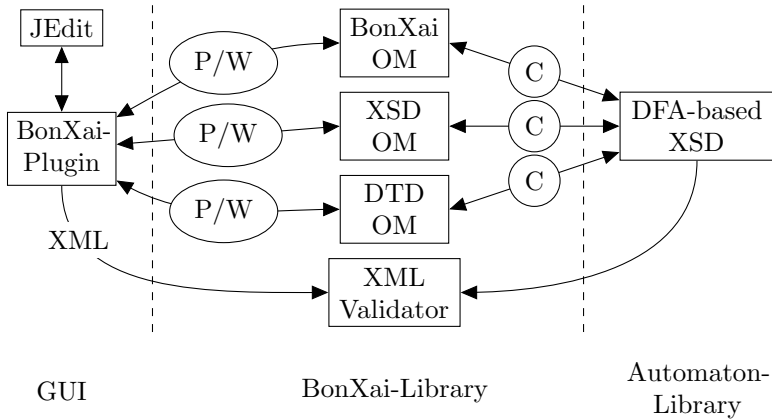 JEdit
BonXai-
Plugin
XML
P/W
P/W
P/W
BonXai
OM
XSD
OM
DTD
OM
XML
Validator
C
C
C
DFA-based
XSD
GUI
BonXai-Library
Automaton-
Library